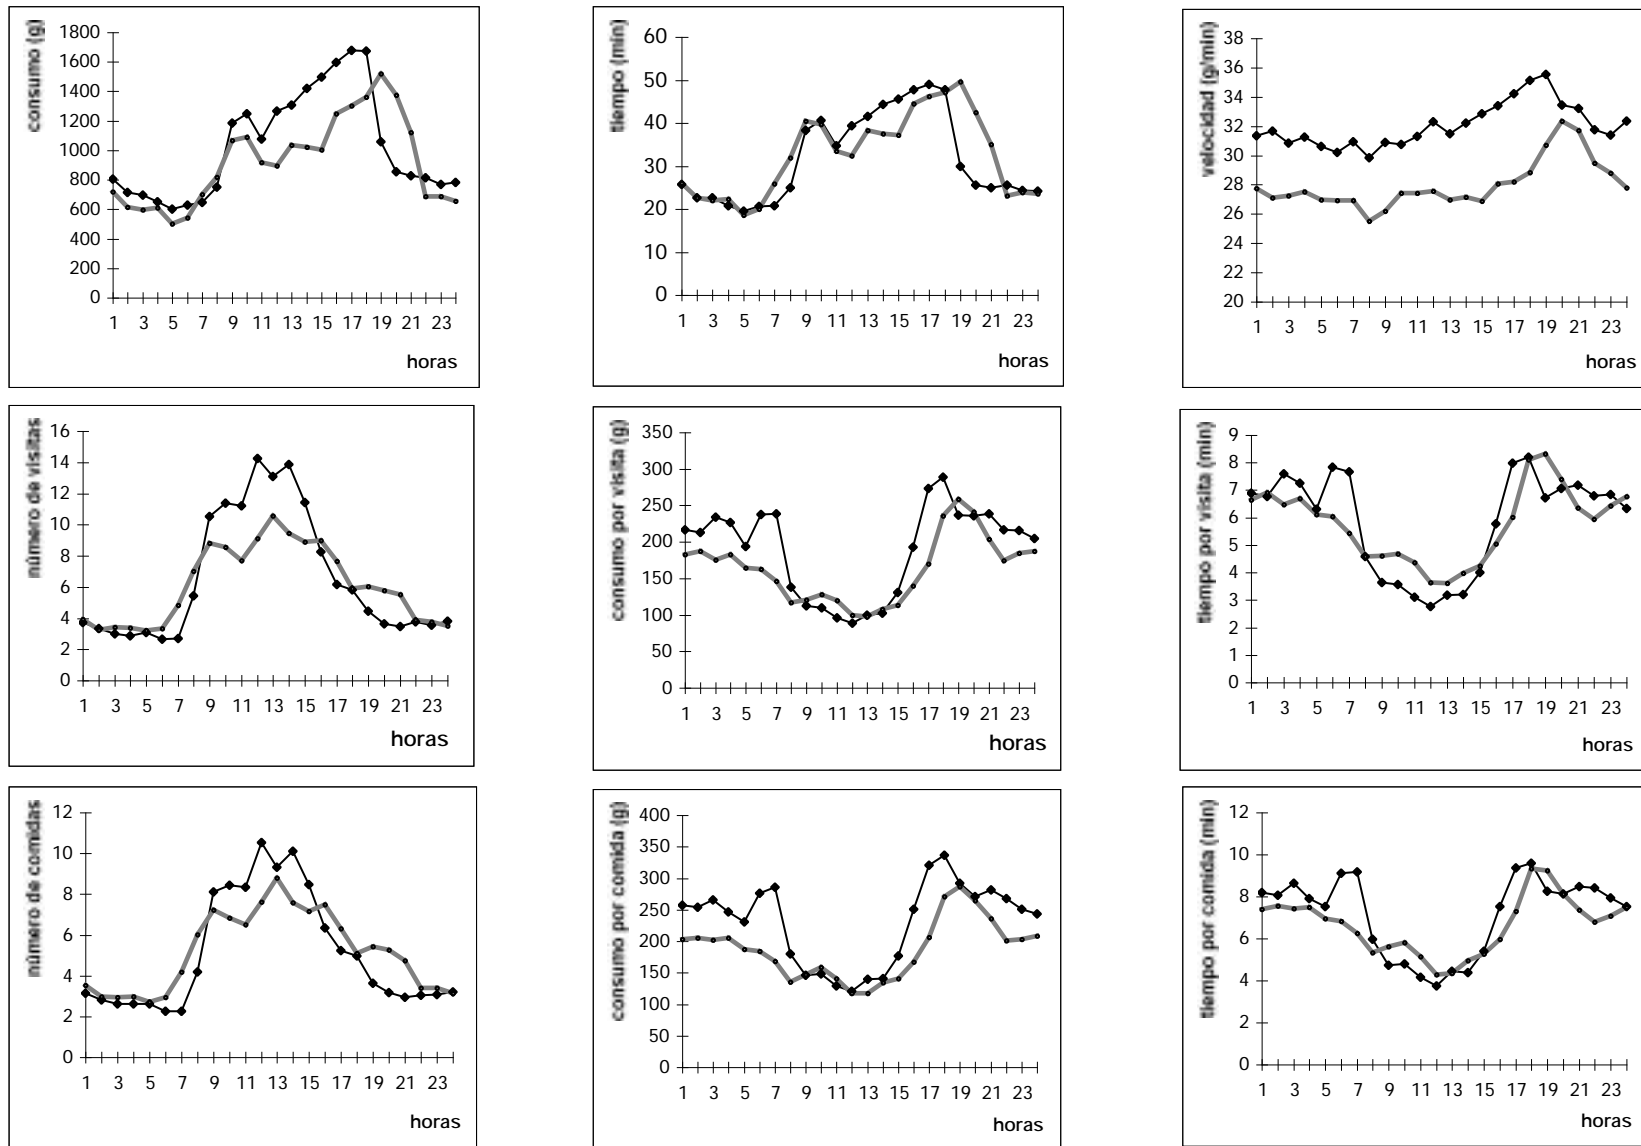 consumo (g)
1800
1600
1400
1200
1000
800
600
400
200
0
1 3 5 7 9 11 13 15 17 19 21 23
horas
tiempo (min)
60
50
40
30
20
10
0
1 3 5 7 9 11 13 15 17 19 21 23
horas
velocidad (g/min)
38
36
34
32
30
28
26
24
22
20
1 3 5 7 9 11 13 15 17 19 21 23
horas
número de visitas
16
14
12
10
8
6
4
2
0
1 3 5 7 9 11 13 15 17 19 21 23
horas
consumo por visita (g)
350
300
250
200
150
100
50
0
1 3 5 7 9 11 13 15 17 19 21 23
horas
tiempo por visita (min)
9
8
7
6
5
4
3
2
1
0
1 3 5 7 9 11 13 15 17 19 21 23
horas
número de comidas
12
10
8
6
4
2
0
1 3 5 7 9 11 13 15 17 19 21 23
horas
consumo por comida (g)
400
350
300
250
200
150
100
50
0
1 3 5 7 9 11 13 15 17 19 21 23
horas
tiempo por comida (min)
12
10
8
6
4
2
0
1 3 5 7 9 11 13 15 17 19 21 23
horas